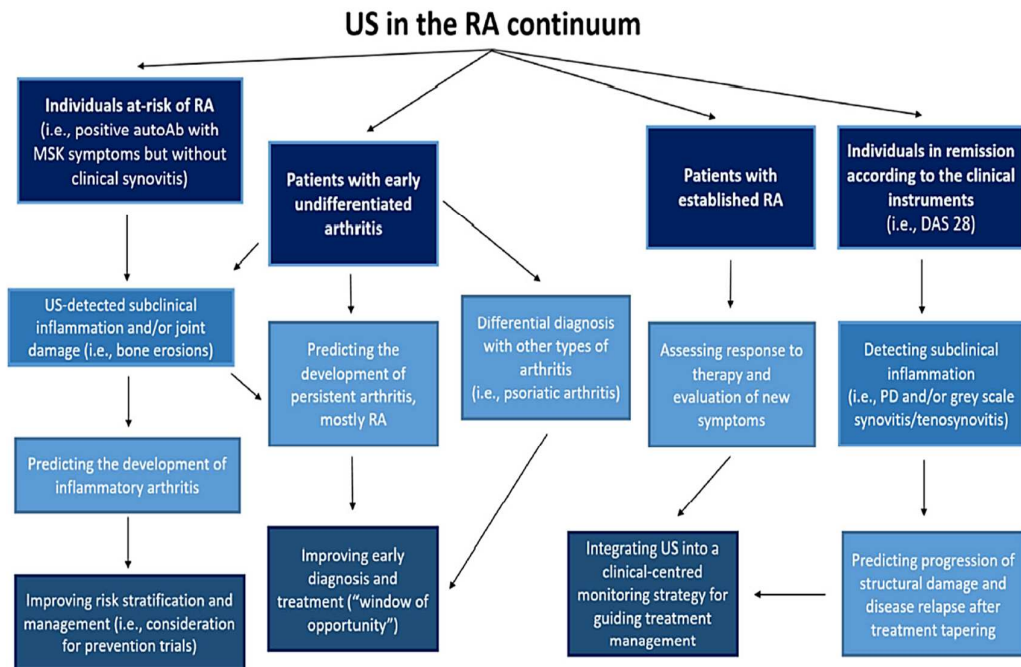 US in the RA continuum
Individuals at-risk of RA
(i.e., positive autoAb with
MSK symptoms but without
clinical synovitis)
Patients with early
undifferentiated
arthritis
Patients with
established RA
Individuals in remission
according to the clinical
instruments
(i.e., DAS 28)
US-detected subclinical
inflammation and/or joint
damage (i.e., bone erosions)
Predicting the
development of
persistent arthritis,
mostly RA
Differential diagnosis
with other types of
arthritis
(i.e., psoriatic arthritis)
Assessing response to
therapy and
evaluation of new
symptoms
Detecting subclinical
inflammation
(i.e., PD and/or grey scale
synovitis/tenosynovitis)
Predicting the development of
inflammatory arthritis
Improving risk stratification and
management (i.e., consideration
for prevention trials)
Improving early
diagnosis and
treatment (“window of
opportunity”)
Integrating US into a
clinical-centred
monitoring strategy for
guiding treatment
management
Predicting progression of
structural damage and
disease relapse after
treatment tapering